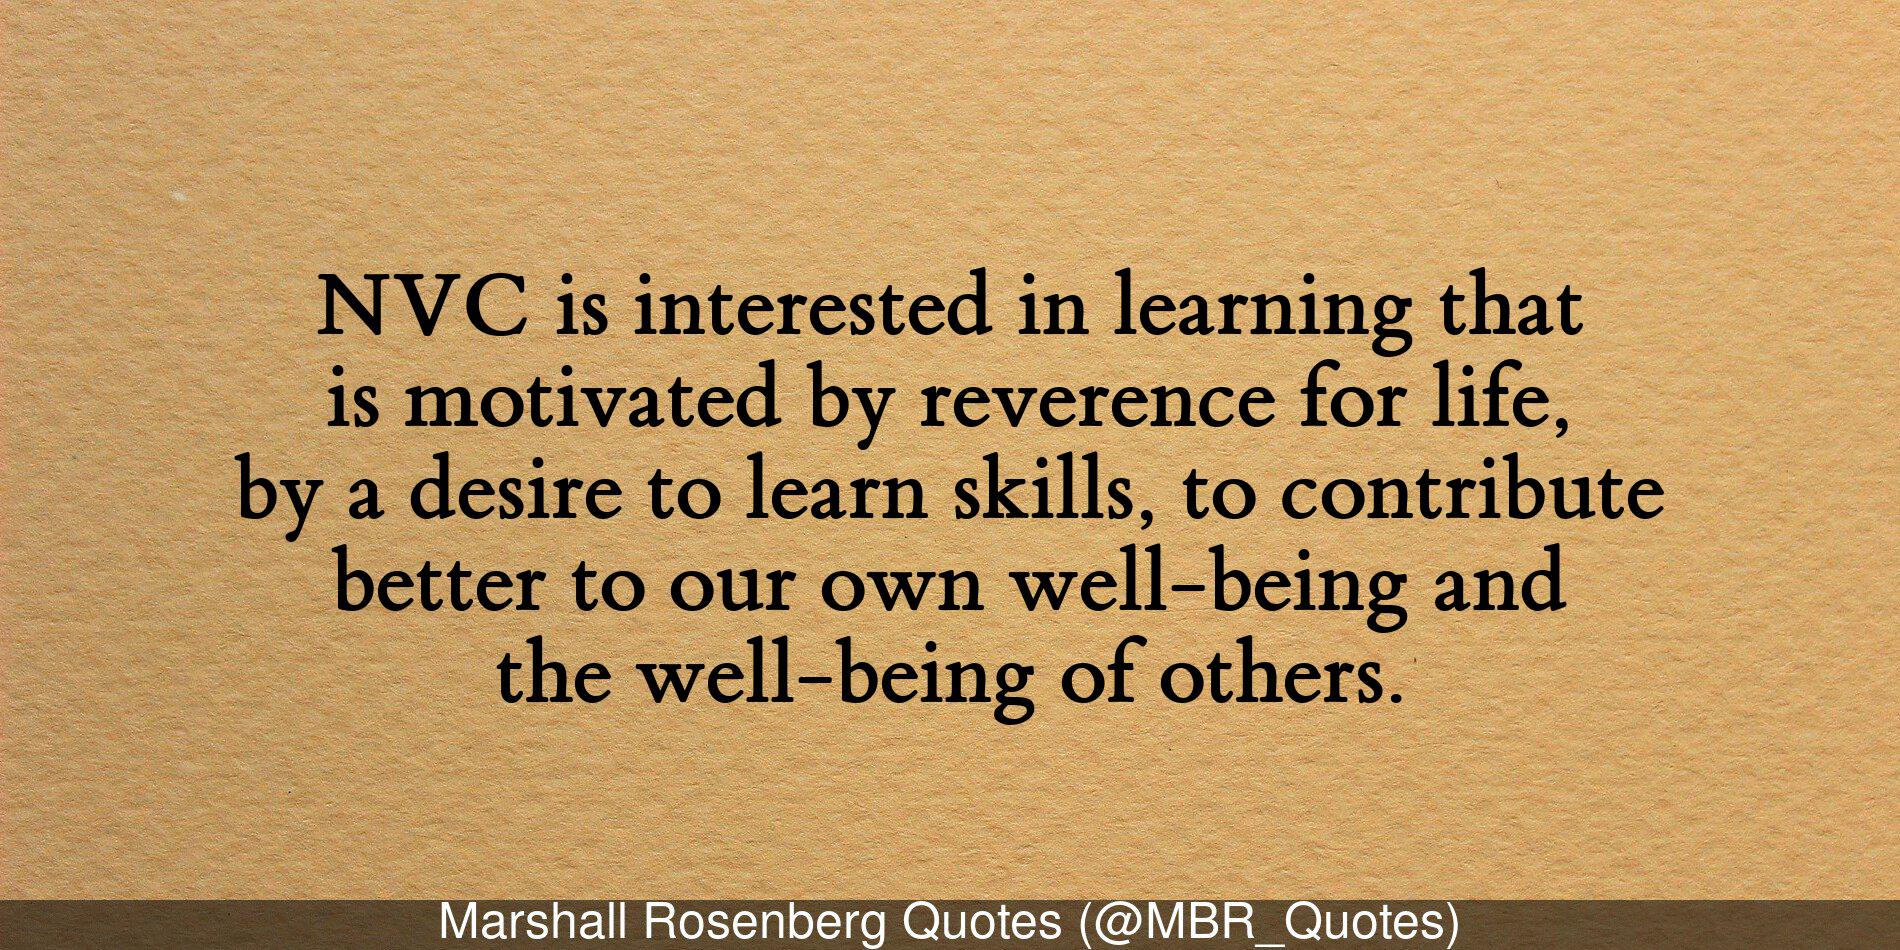 NVC is interested in learning that
is motivated by reverence for life,
by a desire to learn skills, to contribute
better to our own well-being and
the well-being of others.
Marshall Rosenberg Quotes (@MBR_Quotes)